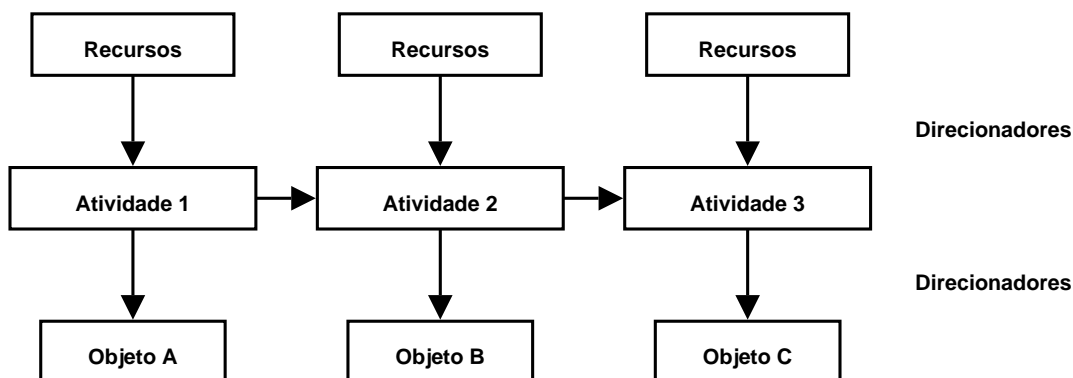 Recursos Recursos Recursos
Direcionadores
Atividade 1 Atividade 2 Atividade 3
Direcionadores
Objeto A Objeto B Objeto C